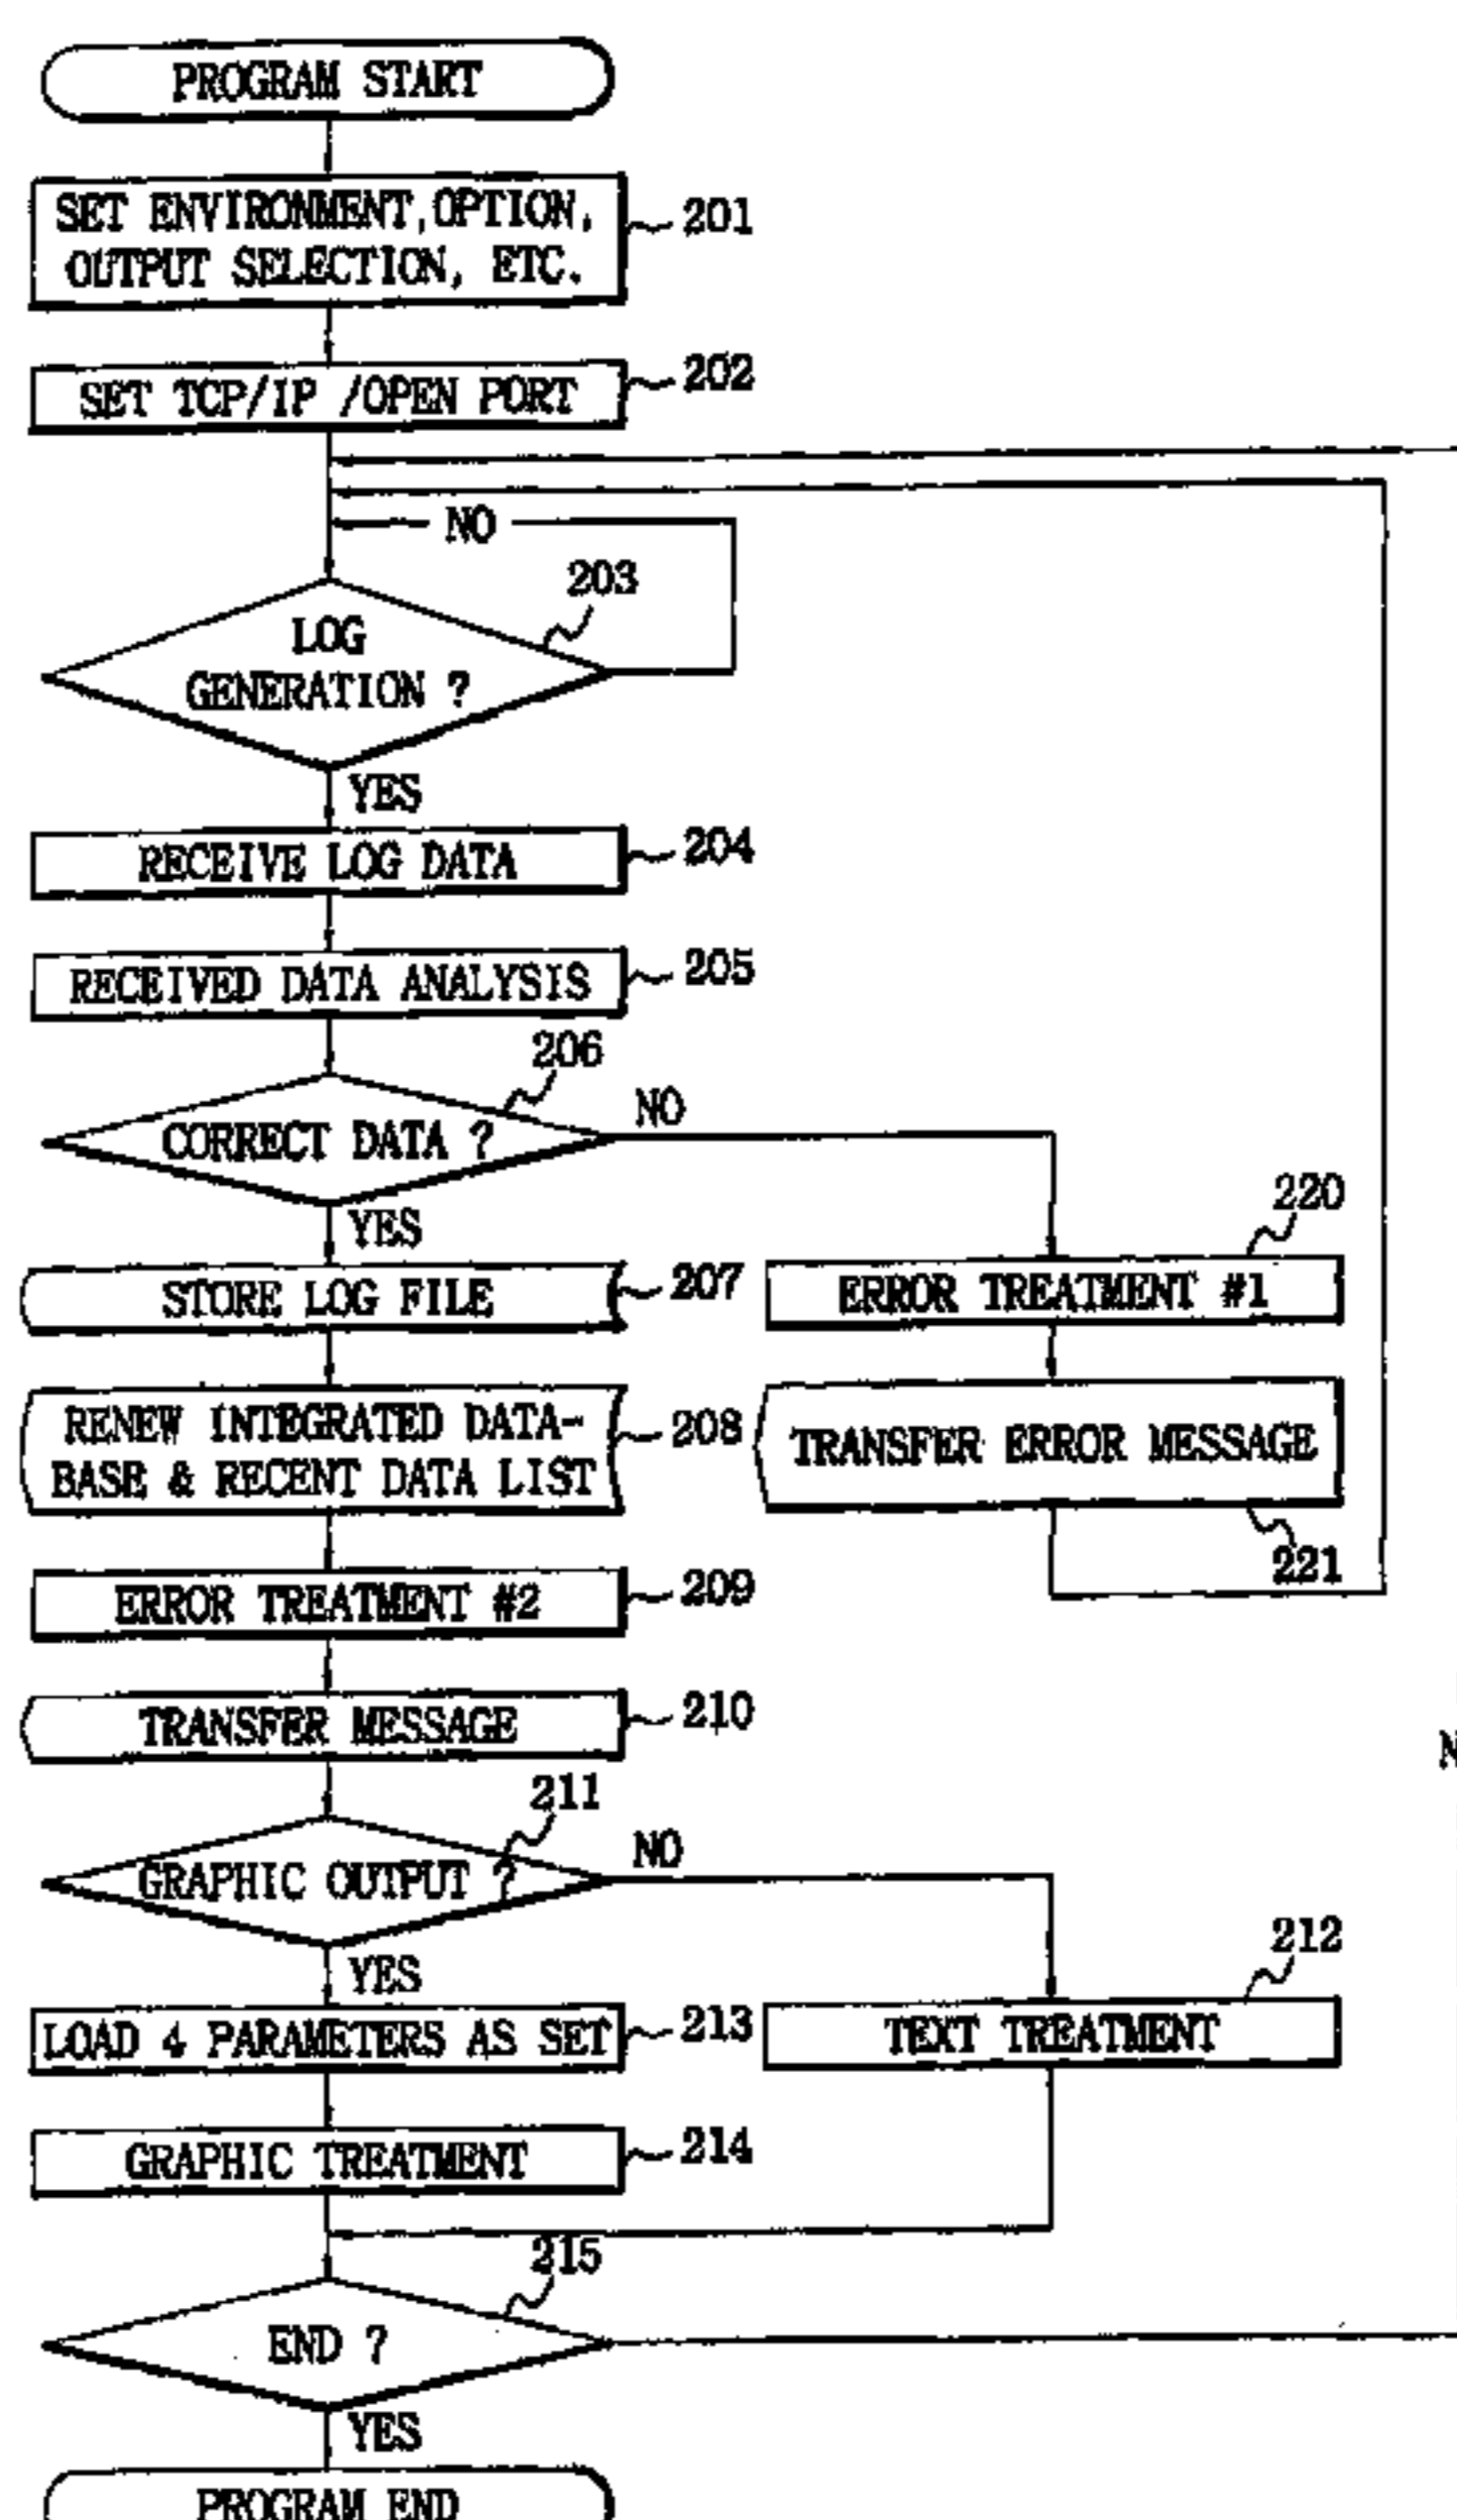 PROGRAM START
SET ENVIRONMENT, OPTION,
OUTPUT SELECTION, ETC.
201
SET TCP/IP /OPEN PORT
202
NO
203
LOG
GENERATION ?
YES
RECEIVE LOG DATA
204
RECEIVED DATA ANALYSIS
205
206
NO
CORRECT DATA ?
YES
220
STORE LOG FILE
207
ERROR TREATMENT #1
RENEW INTEGRATED DATA-
BASE & RECENT DATA LIST
208
TRANSFER ERROR MESSAGE
221
ERROR TREATMENT #2
209
TRANSFER MESSAGE
210
N
211
NO
GRAPHIC OUTPUT ?
YES
212
LOAD 4 PARAMETERS AS SET
213
TEXT TREATMENT
GRAPHIC TREATMENT
214
215
END ?
YES
PROGRAM END